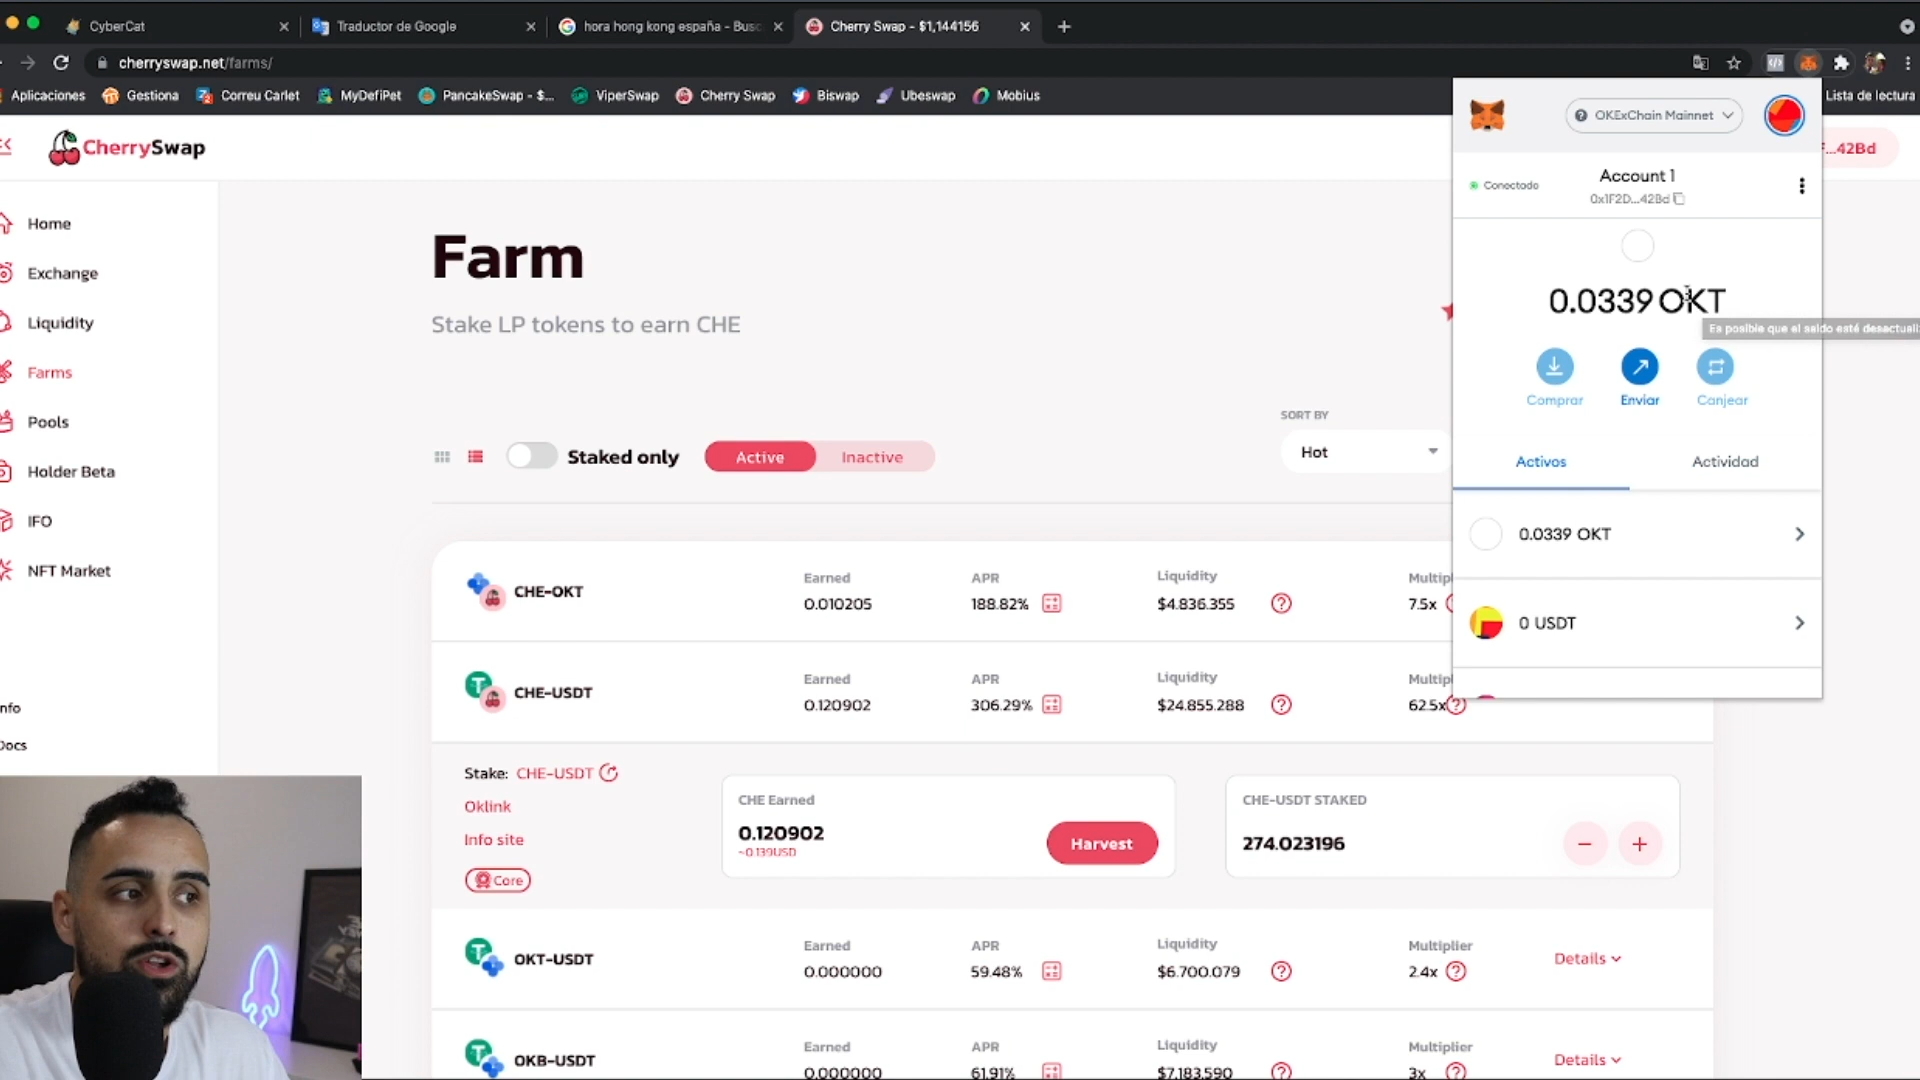 CyberCat
Traductor de Google
hora hong kong españa - Busc
Cherry Swap - $1,144156
cherryswap.net/farms/
Aplicaciones
Gestiona
Correu Carlet
MyDefiPet
PancakeSwap - $...
ViperSwap
Cherry Swap
Biswap
Ubeswap
Mobius
Lista de lectura
CherrySwap
...42Bd
Home
Exchange
Liquidity
Farms
Pools
Holder Beta
IFO
NFT Market
nfo
Docs
Farm
Stake LP tokens to earn CHE
Staked only
Active
Inactive
SORT BY
Hot
CHE-OKT
Earned
0.010205
APR
188.82%
Liquidity
$4.836.355
Multip
7.5x
CHE-USDT
Earned
0.120902
APR
306.29%
Liquidity
$24.855.288
Multip
62.5x
Stake: CHE-USDT
Oklink
Info site
Core
CHE Earned
0.120902
~0.139USD
Harvest
CHE-USDT STAKED
274.023196
− +
OKT-USDT
Earned
0.000000
APR
59.48%
Liquidity
$6.700.079
Multiplier
2.4x
Details
OKB-USDT
Earned
0.000000
APR
61.91%
Liquidity
$7.183.590
Multiplier
3x
Details
OKExChain Mainnet
Conectado
Account 1
0x1F2D...42Bd
0.0339 OKT
Es posible que el saldo esté desactuali
Comprar
Enviar
Canjear
Activos
Actividad
0.0339 OKT
0 USDT